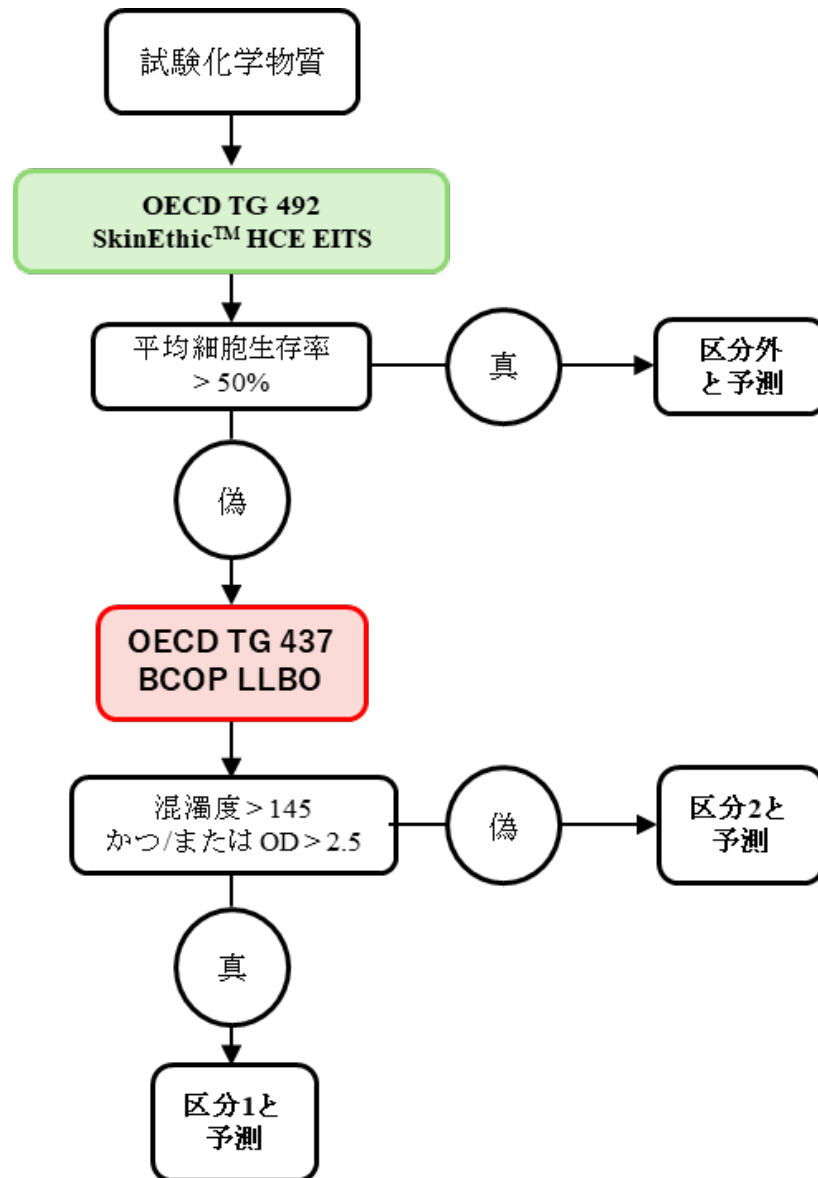 試験化学物質
OECD TG 492
SkinEthic™ HCE EITS
平均細胞生存率
> 50%
真
区分外
と予測
偽
OECD TG 437
BCOP LLBO
混濁度 > 145
かつ/または OD > 2.5
偽
区分2と
予測
真
区分1と
予測